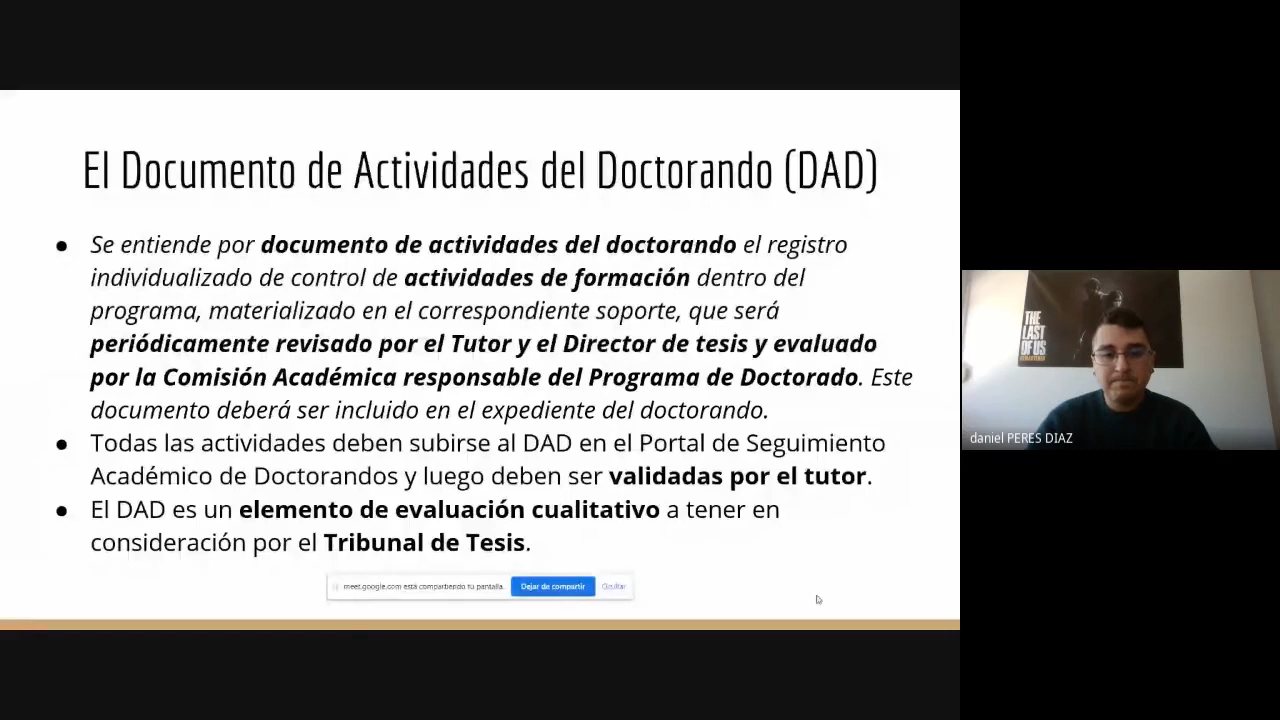 El Documento de Actividades del Doctorando (DAD)
● Se entiende por documento de actividades del doctorando el registro
individualizado de control de actividades de formación dentro del
programa, materializado en el correspondiente soporte, que será
periódicamente revisado por el Tutor y el Director de tesis y evaluado
por la Comisión Académica responsable del Programa de Doctorado. Este
documento deberá ser incluido en el expediente del doctorando.
● Todas las actividades deben subirse al DAD en el Portal de Seguimiento
Académico de Doctorandos y luego deben ser validadas por el tutor.
● El DAD es un elemento de evaluación cualitativo a tener en
consideración por el Tribunal de Tesis.
meet.google.com está compartiendo tu pantalla. Dejar de compartir Ocultar
THE
LAST
OF US
REMASTERED
daniel PERES DIAZ